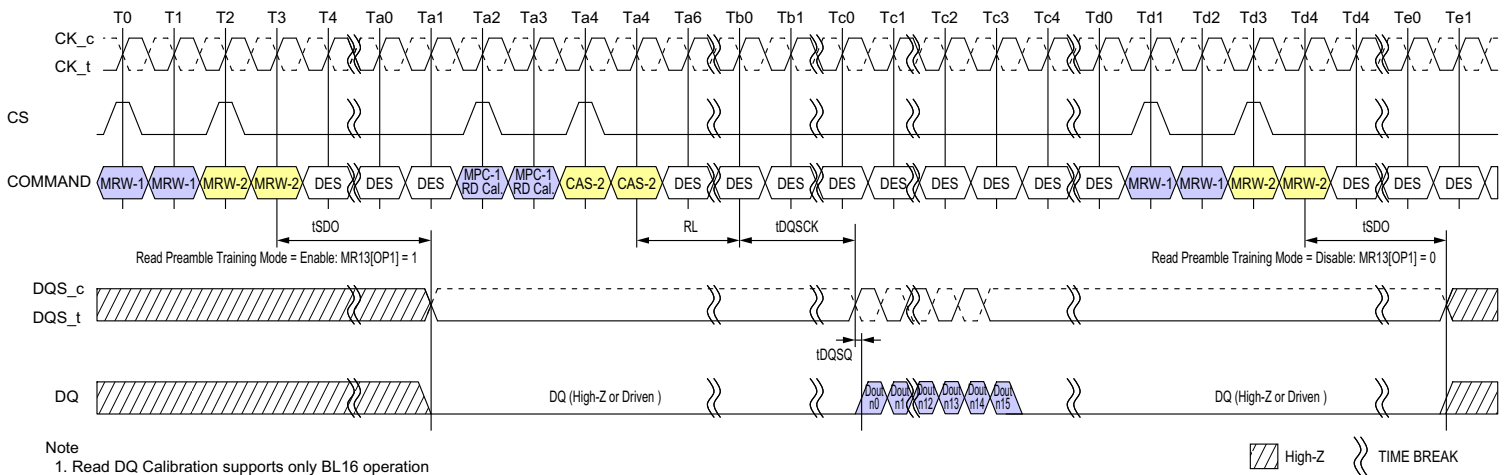 T0 T1 T2 T3 T4 Ta0 Ta1 Ta2 Ta3 Ta4 Ta4 Ta6 Tb0 Tb1 Tc0 Tc1 Tc2 Tc3 Tc4 Td0 Td1 Td2 Td3 Td4 Td4 Te0 Te1
CK_c
CK_t
CS
COMMAND MRW-1 MRW-1 MRW-2 MRW-2 DES DES DES MPC-1 RD Cal. MPC-1 RD Cal. CAS-2 CAS-2 DES DES DES DES DES DES DES DES DES MRW-1 MRW-1 MRW-2 MRW-2 DES DES DES
tSDO RL tDQSCK tSDO
Read Preamble Training Mode = Enable: MR13[OP1] = 1 Read Preamble Training Mode = Disable: MR13[OP1] = 0
DQS_c
DQS_t
tDQSQ
DQ DQ (High-Z or Driven ) Dout n0 Dout n1 Dout n12 Dout n13 Dout n14 Dout n15 DQ (High-Z or Driven )
Note
1. Read DQ Calibration supports only BL16 operation
High-Z TIME BREAK